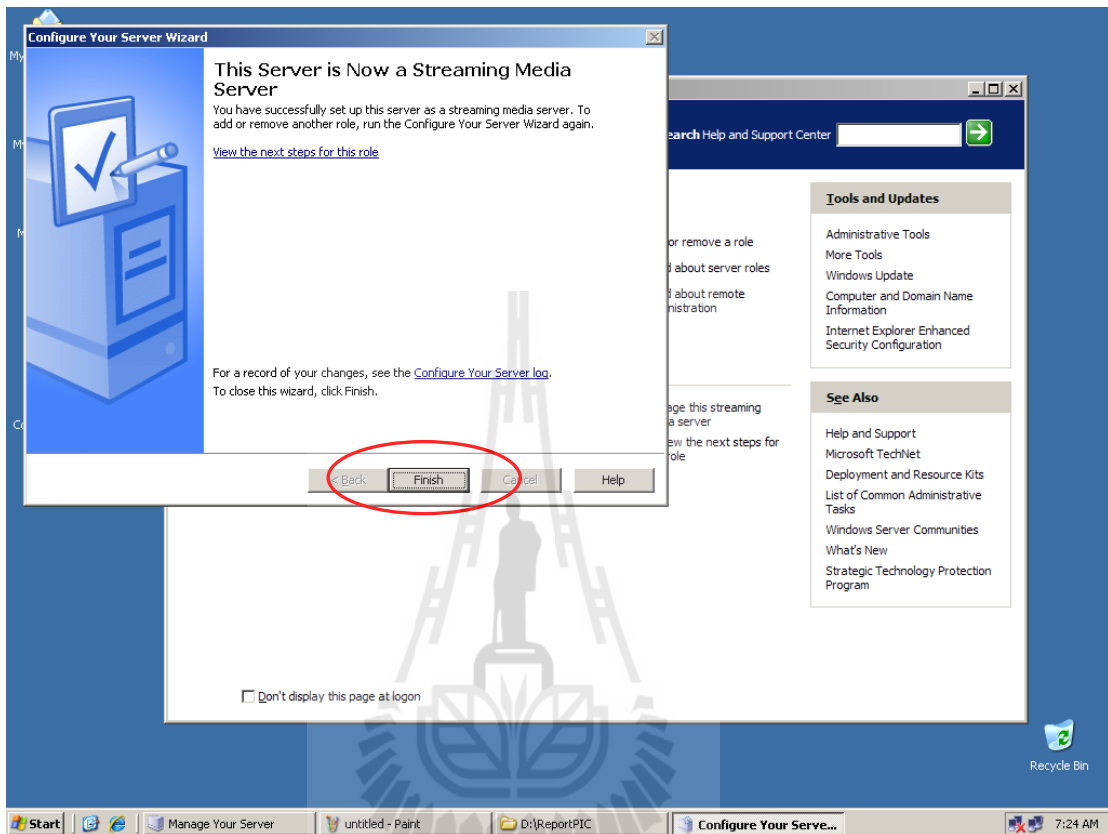 My
Configure Your Server Wizard
This Server is Now a Streaming Media
Server
You have successfully set up this server as a streaming media server. To
add or remove another role, run the Configure Your Server Wizard again.
View the next steps for this role
For a record of your changes, see the Configure Your Server log.
To close this wizard, click Finish.
< Back
Finish
Cancel
Help
earch Help and Support Center
or remove a role
about server roles
about remote
nistration
age this streaming
a server
ew the next steps for
role
Tools and Updates
Administrative Tools
More Tools
Windows Update
Computer and Domain Name
Information
Internet Explorer Enhanced
Security Configuration
See Also
Help and Support
Microsoft TechNet
Deployment and Resource Kits
List of Common Administrative
Tasks
Windows Server Communities
What's New
Strategic Technology Protection
Program
Don't display this page at logon
Recycle Bin
Start
Manage Your Server
untitled - Paint
D:\ReportPIC
Configure Your Serve...
7:24 AM